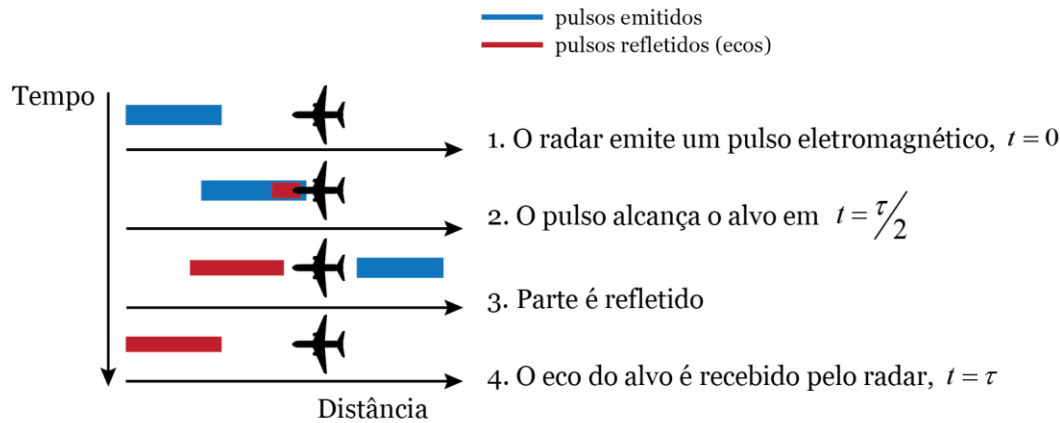 pulsos emitidos
pulsos refletidos (ecos)
Tempo
1. O radar emite um pulso eletromagnético, t = 0
2. O pulso alcança o alvo em t = τ/2
3. Parte é refletido
4. O eco do alvo é recebido pelo radar, t = τ
Distância